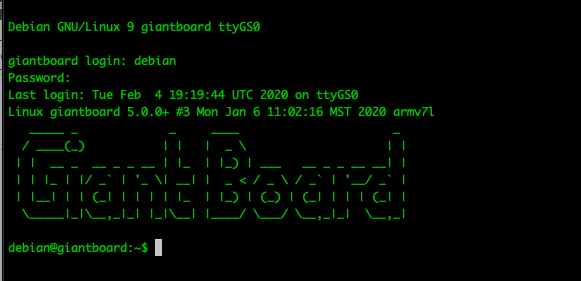 Debian GNU/Linux 9 giantboard ttyGS0
giantboard login: debian
Password:
Last login: Tue Feb  4 19:19:44 UTC 2020 on ttyGS0
Linux giantboard 5.0.0+ #3 Mon Jan 6 11:02:16 MST 2020 armv7l
Giant Board
debian@giantboard:~$